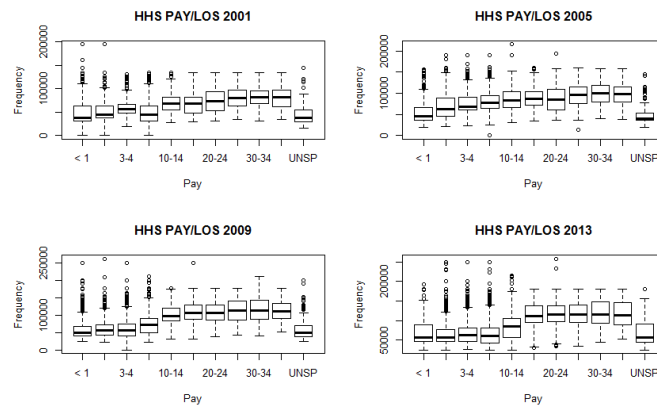 HHS PAY/LOS 2001
Frequency
0 100000 200000
< 1 3-4 10-14 20-24 30-34 UNSP
Pay
HHS PAY/LOS 2005
Frequency
0 100000 200000
< 1 3-4 10-14 20-24 30-34 UNSP
Pay
HHS PAY/LOS 2009
Frequency
0 100000 250000
< 1 3-4 10-14 20-24 30-34 UNSP
Pay
HHS PAY/LOS 2013
Frequency
50000 200000
< 1 3-4 10-14 20-24 30-34 UNSP
Pay